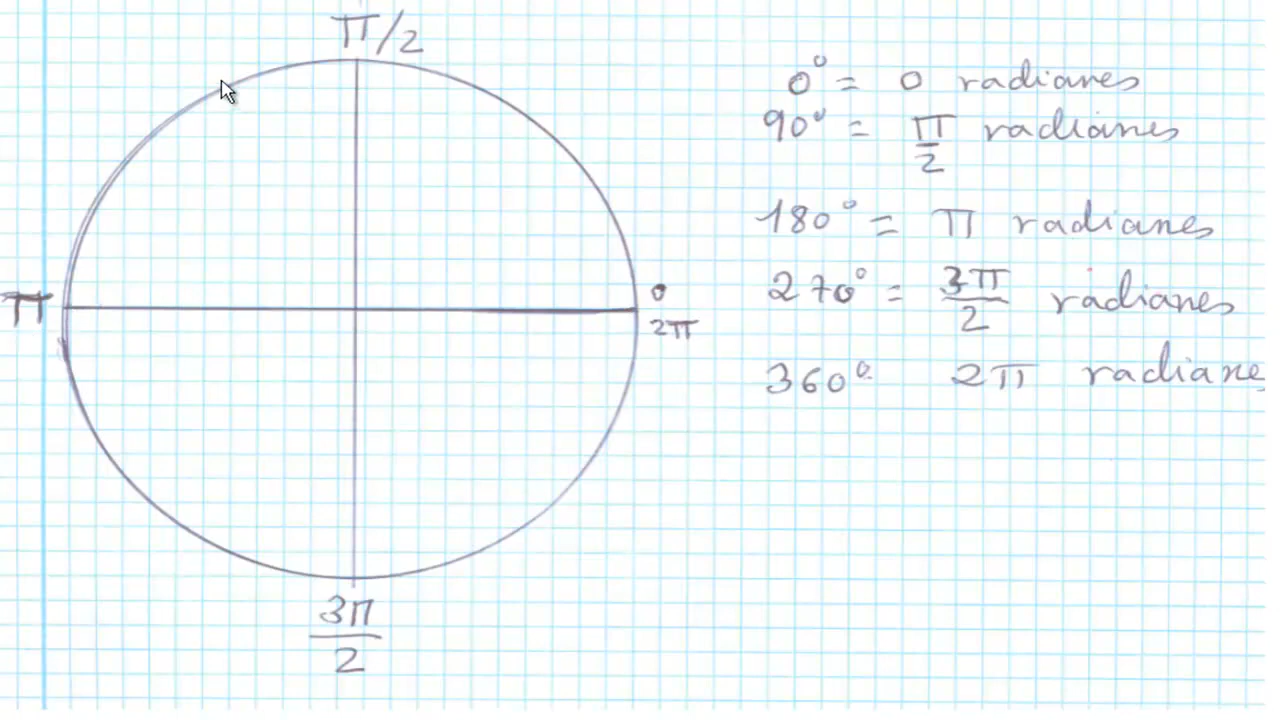 π/2
0° = 0 radianes
90° = π/2 radianes
180° = π radianes
270° = 3π/2 radianes
360° 2π radiane
π
0
2π
3π/2